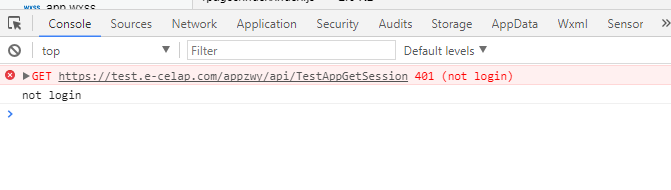 wxss app.wxss
Console Sources Network Security Audits Storage AppData Wxml Sensor
top Filter Default levels
GET https://test.e-celap.com/appzwy/api/TestAppGetSession 401 (not login)
not login